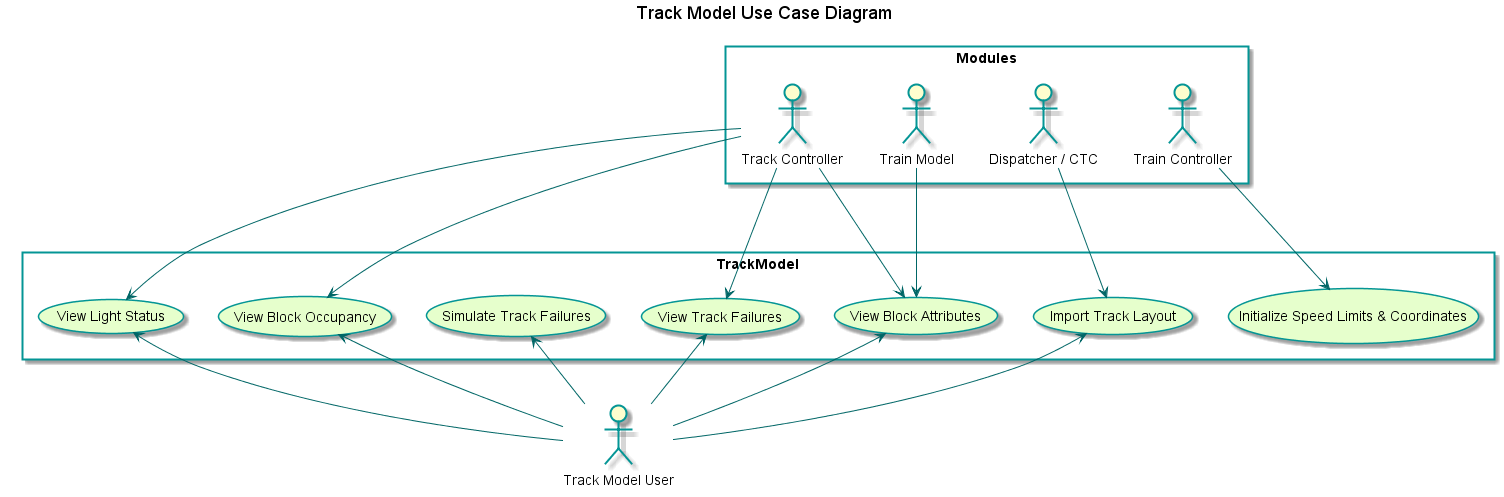 Track Model Use Case Diagram
Modules
Track Controller
Train Model
Dispatcher / CTC
Train Controller
TrackModel
View Light Status
View Block Occupancy
Simulate Track Failures
View Track Failures
View Block Attributes
Import Track Layout
Initialize Speed Limits & Coordinates
Track Model User